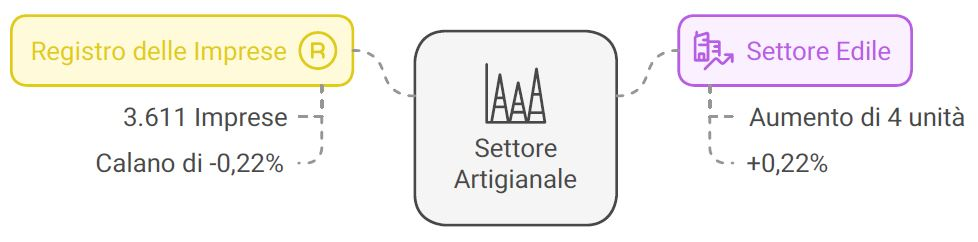 Registro delle Imprese ®
3.611 Imprese
Calano di -0,22%
Settore
Artigianale
Settore Edile
Aumento di 4 unità
+0,22%